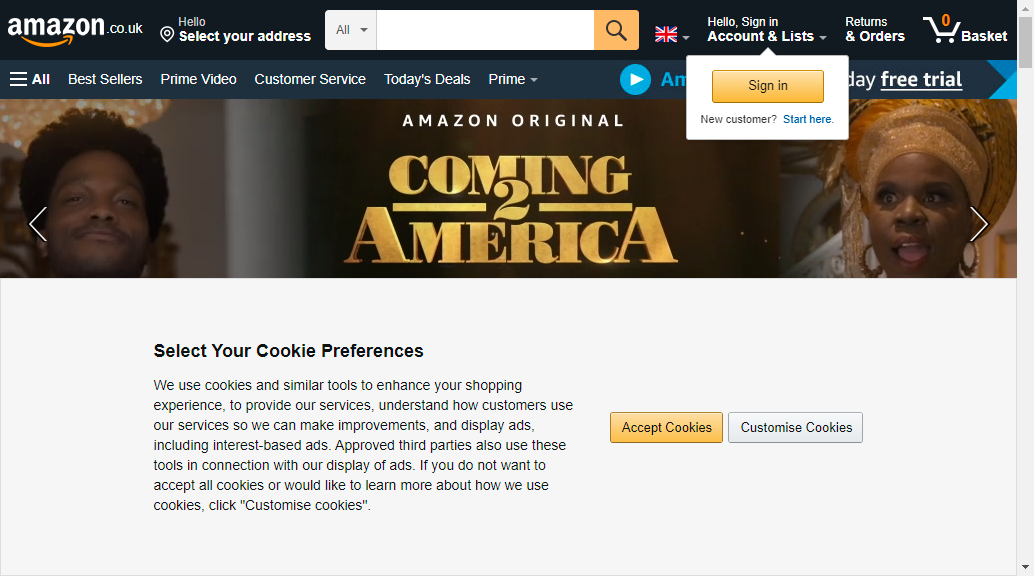 amazon.co.uk
Hello
Select your address
All
Hello, Sign in
Account & Lists
Returns
& Orders
0
Basket
All
Best Sellers
Prime Video
Customer Service
Today's Deals
Prime
Am
day free trial
Sign in
New customer? Start here.
AMAZON ORIGINAL
COMING
2
AMERICA
Select Your Cookie Preferences
We use cookies and similar tools to enhance your shopping
experience, to provide our services, understand how customers use
our services so we can make improvements, and display ads,
including interest-based ads. Approved third parties also use these
tools in connection with our display of ads. If you do not want to
accept all cookies or would like to learn more about how we use
cookies, click "Customise cookies".
Accept Cookies
Customise Cookies